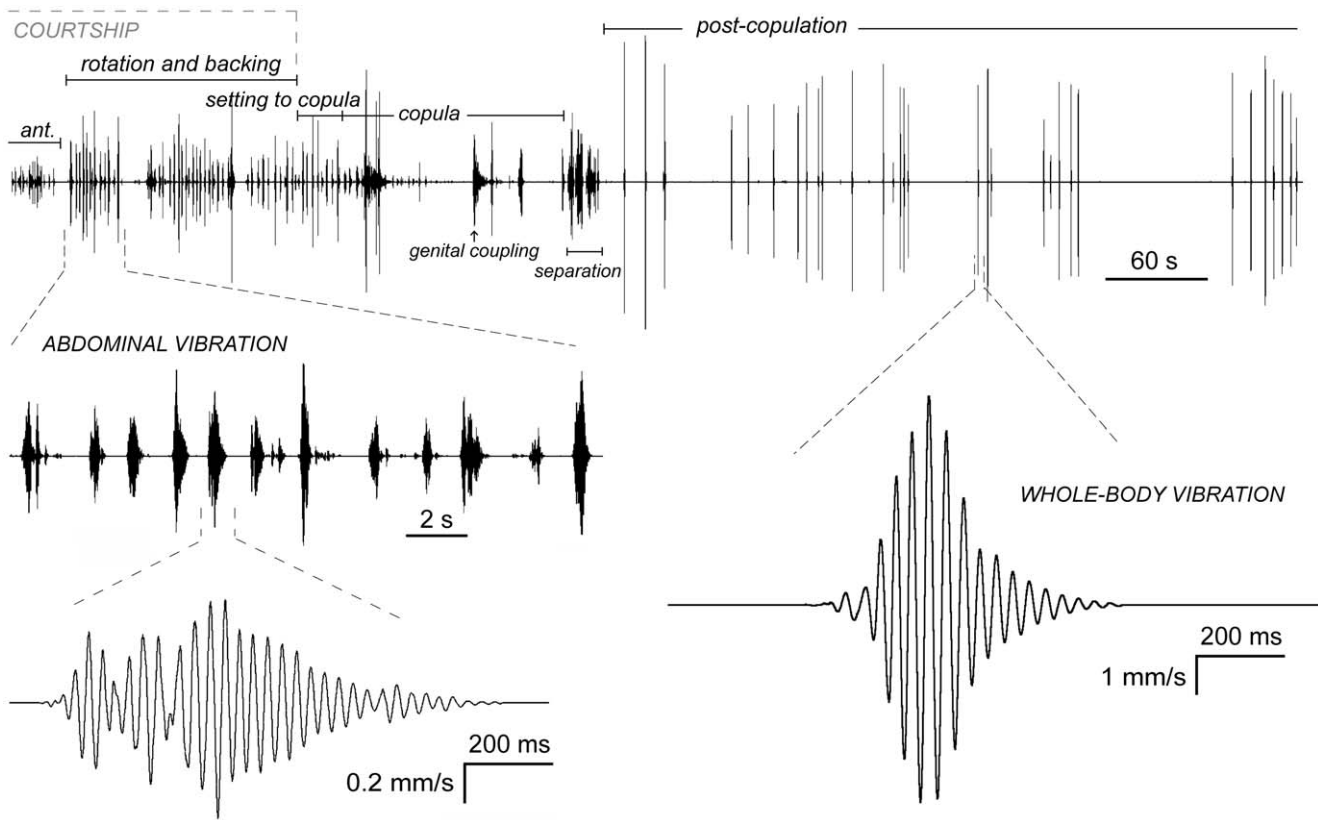 COURTSHIP
post-copulation
rotation and backing
setting to copula
copula
ant.
genital coupling
separation
60 s
ABDOMINAL VIBRATION
2 s
WHOLE-BODY VIBRATION
200 ms
1 mm/s
200 ms
0.2 mm/s